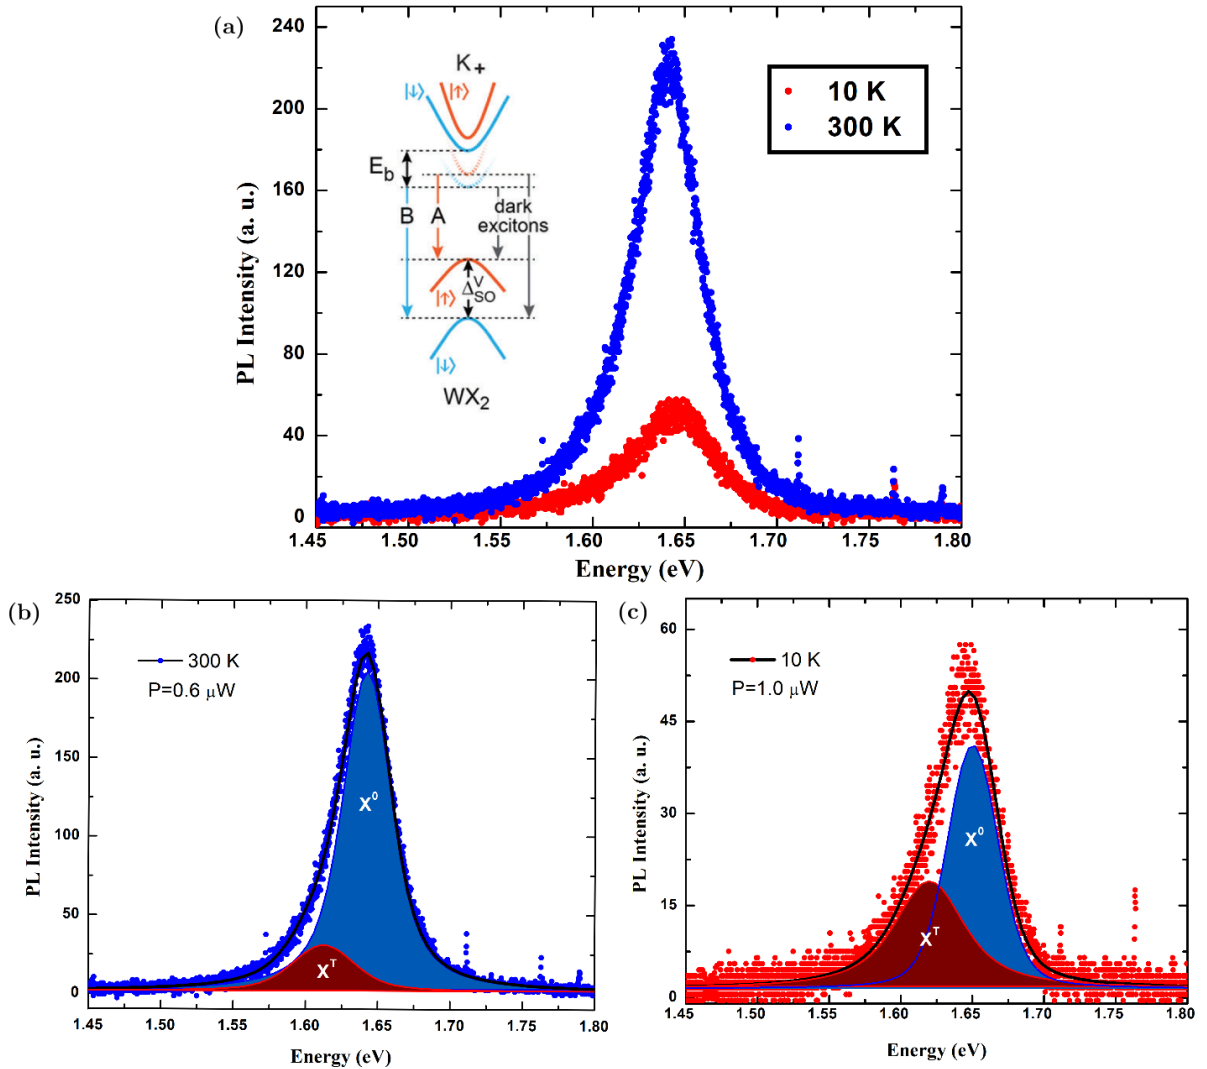 (a)
240
200
160
120
80
40
0
PL Intensity (a. u.)
1.45 1.50 1.55 1.60 1.65 1.70 1.75 1.80
Energy (eV)
10 K
300 K
K+
|↓⟩ |↑⟩
E_b
B A dark
excitons
|↑⟩ Δ^V_SO
|↓⟩
WX₂
(b)
250
200
150
100
50
0
PL Intensity (a. u.)
300 K
P=0.6 μW
X⁰
X^T
1.45 1.50 1.55 1.60 1.65 1.70 1.75 1.80
Energy (eV)
(c)
60
45
30
15
0
PL Intensity (a. u.)
10 K
P=1.0 μW
X⁰
X^T
1.45 1.50 1.55 1.60 1.65 1.70 1.75 1.80
Energy (eV)